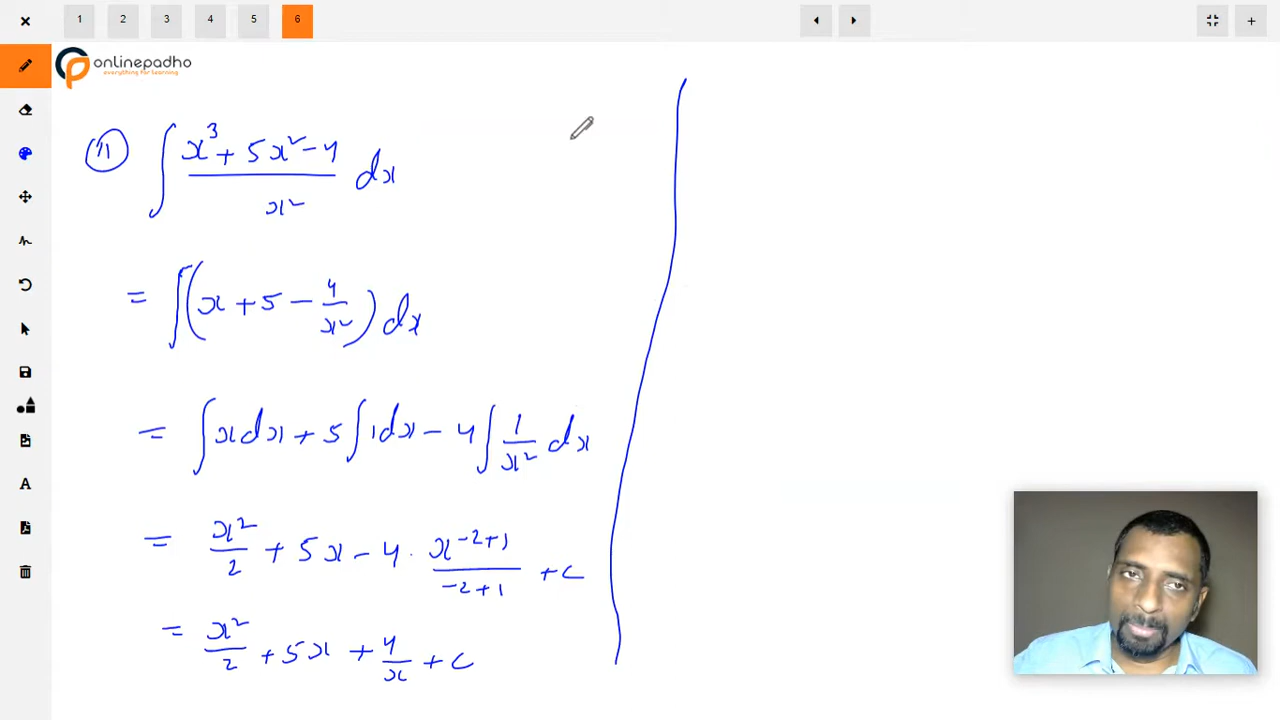 1 2 3 4 5 6
onlinepadho
everything for learning
11 ∫ (x³ + 5x² - 4)/x² dx
= ∫ (x + 5 - 4/x²) dx
= ∫ x dx + 5 ∫ 1 dx - 4 ∫ 1/x² dx
= x²/2 + 5x - 4 · x^(-2+1)/(-2+1) + c
= x²/2 + 5x + 4/x + c
A